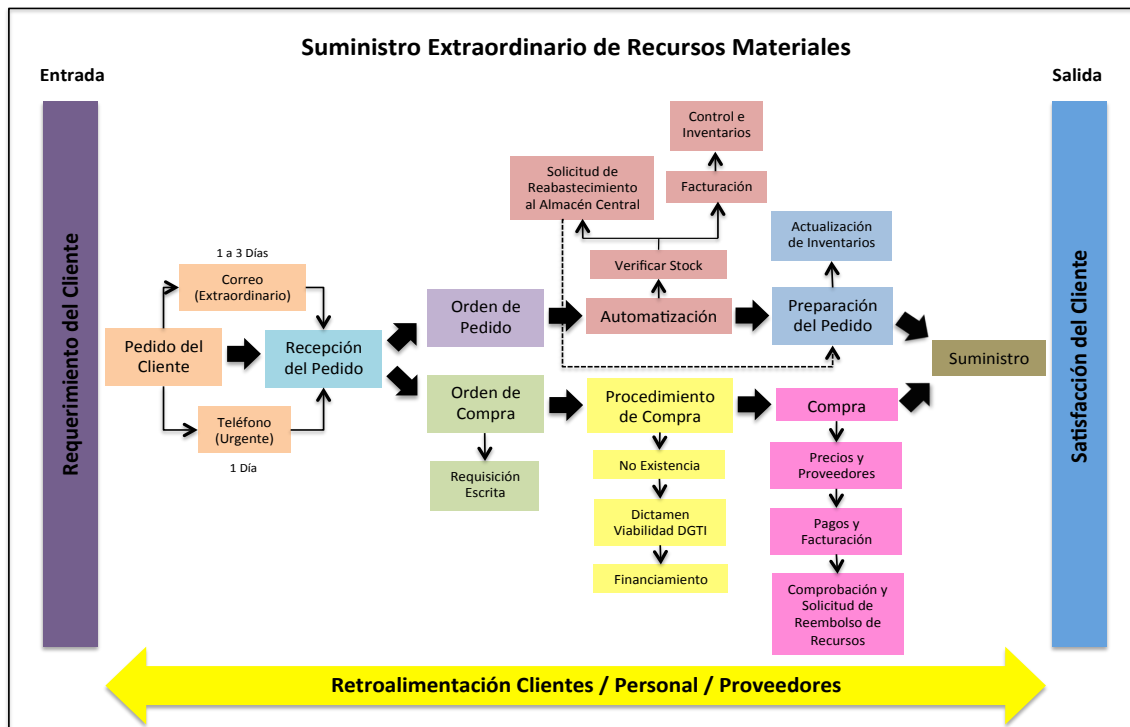 Suministro Extraordinario de Recursos Materiales
Entrada
Salida
Requerimiento del Cliente
Pedido del
Cliente
1 a 3 Días
Correo
(Extraordinario)
Teléfono
(Urgente)
1 Día
Recepción
del Pedido
Orden de
Pedido
Automatización
Verificar Stock
Solicitud de
Reabastecimiento
al Almacén Central
Facturación
Control e
Inventarios
Preparación
del Pedido
Actualización
de Inventarios
Orden de
Compra
Requisición
Escrita
Procedimiento
de Compra
No Existencia
Dictamen
Viabilidad DGTI
Financiamiento
Compra
Precios y
Proveedores
Pagos y
Facturación
Comprobación y
Solicitud de
Reembolso de
Recursos
Suministro
Satisfacción del Cliente
Retroalimentación Clientes / Personal / Proveedores